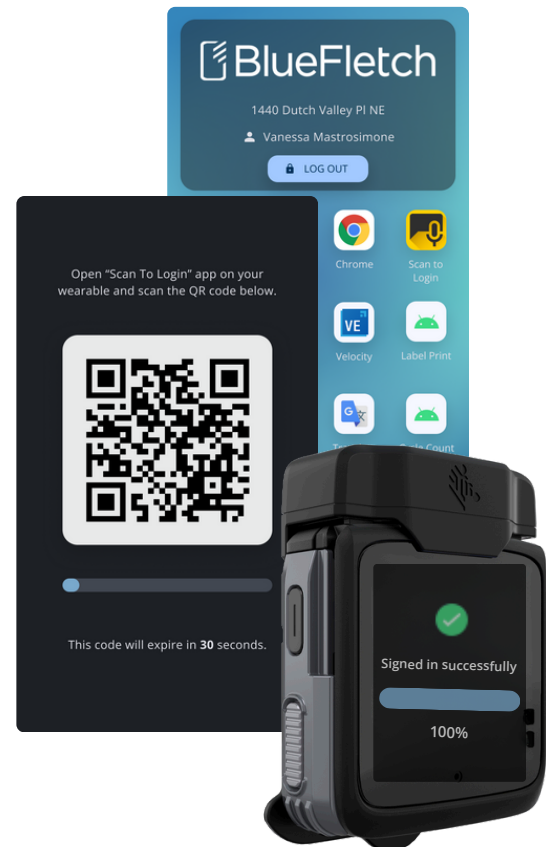 BlueFletch
1440 Dutch Valley Pl NE
Vanessa Mastrosimone
LOG OUT
Chrome
Scan to
Login
VE
Velocity
Label Print
G
Count
Open “Scan To Login” app on your
wearable and scan the QR code below.
This code will expire in 30 seconds.
Signed in successfully
100%